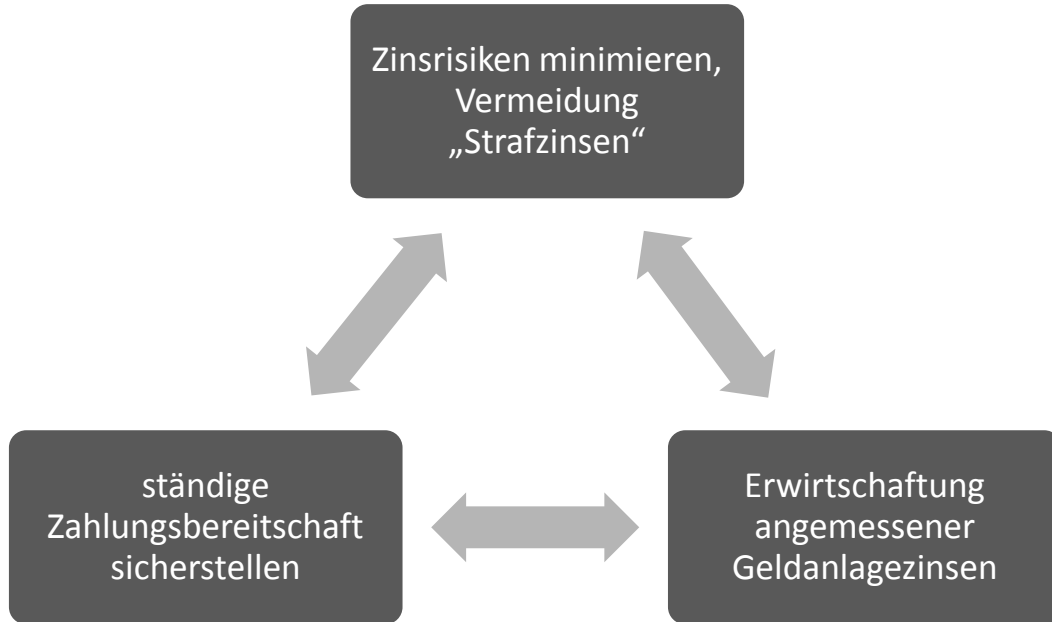 Zinsrisiken minimieren,
Vermeidung
„Strafzinsen“
ständige
Zahlungsbereitschaft
sicherstellen
Erwirtschaftung
angemessener
Geldanlagezinsen